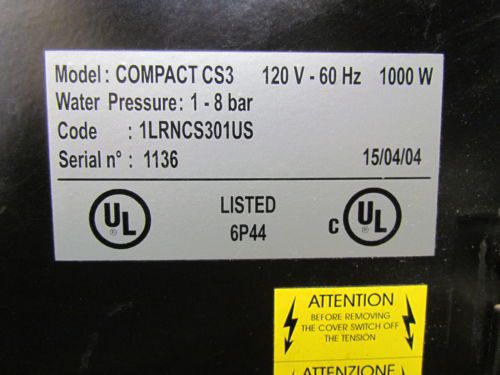 Model : COMPACT CS3 120 V - 60 Hz 1000 W
Water Pressure: 1 - 8 bar
Code : 1LRNCS301US
Serial n° : 1136 15/04/04
UL LISTED c UL
6P44
ATTENTION
BEFORE REMOVING
THE COVER SWITCH OFF
THE TENSION
ATTENZIONE